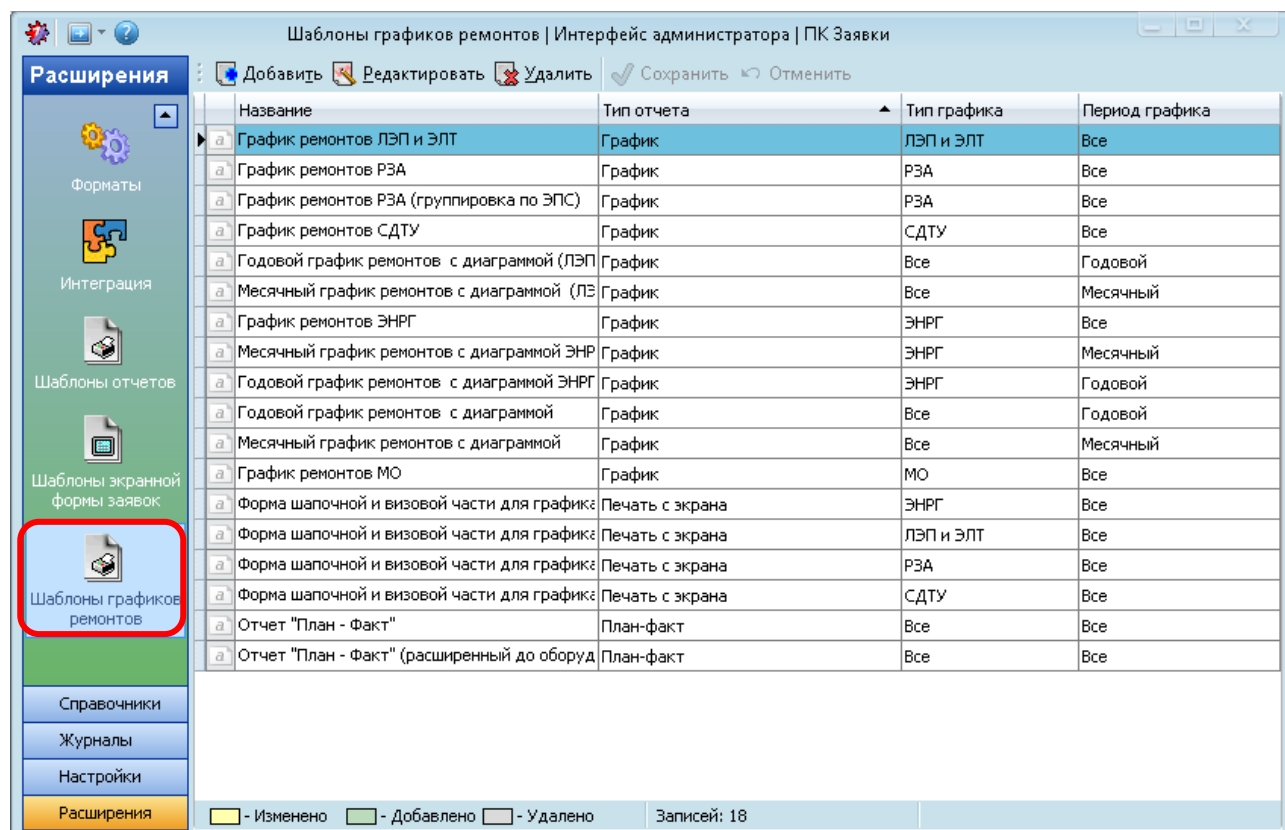 Шаблоны графиков ремонтов | Интерфейс администратора | ПК Заявки
Расширения
Добавить Редактировать Удалить Сохранить Отменить
Название Тип отчета Тип графика Период графика
График ремонтов ЛЭП и ЭЛТ График ЛЭП и ЭЛТ Все
График ремонтов РЗА График РЗА Все
График ремонтов РЗА (группировка по ЭПС) График РЗА Все
График ремонтов СДТУ График СДТУ Все
Годовой график ремонтов с диаграммой (ЛЭП График Все Годовой
Месячный график ремонтов с диаграммой (ЛЭ График Все Месячный
График ремонтов ЭНРГ График ЭНРГ Все
Месячный график ремонтов с диаграммой ЭНР График ЭНРГ Месячный
Годовой график ремонтов с диаграммой ЭНРГ График ЭНРГ Годовой
Годовой график ремонтов с диаграммой График Все Годовой
Месячный график ремонтов с диаграммой График Все Месячный
График ремонтов МО График МО Все
Форма шапочной и визовой части для графика Печать с экрана ЭНРГ Все
Форма шапочной и визовой части для графика Печать с экрана ЛЭП и ЭЛТ Все
Форма шапочной и визовой части для графика Печать с экрана РЗА Все
Форма шапочной и визовой части для графика Печать с экрана СДТУ Все
Отчет "План - Факт" План-факт Все Все
Отчет "План - Факт" (расширенный до оборуд План-факт Все Все
Форматы
Интеграция
Шаблоны отчетов
Шаблоны экранной
формы заявок
Шаблоны графиков
ремонтов
Справочники
Журналы
Настройки
Расширения
- Изменено - Добавлено - Удалено Записей: 18